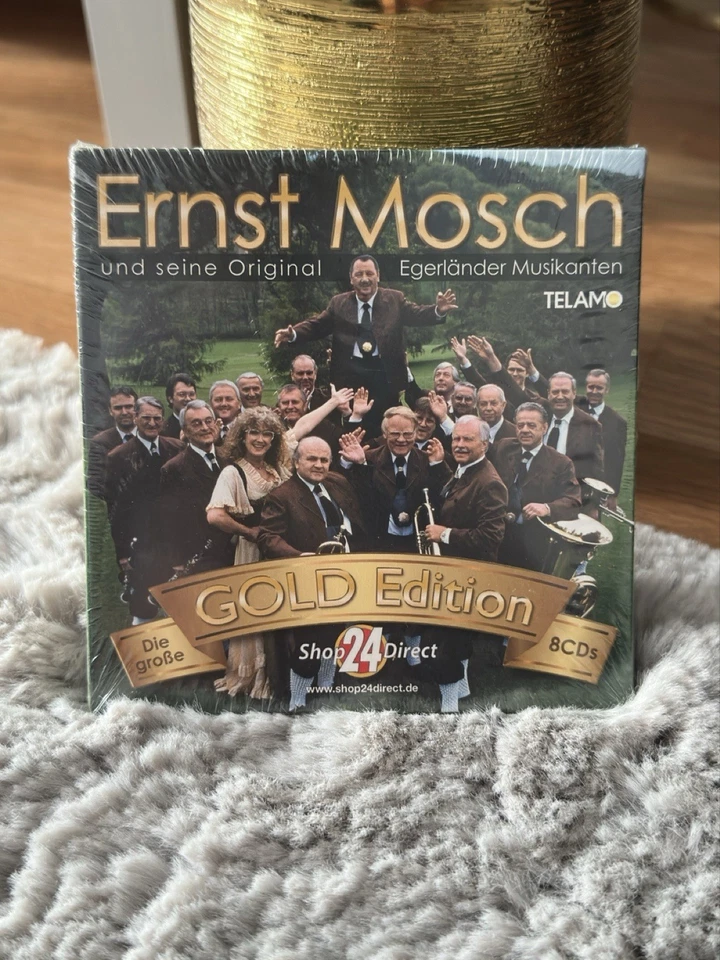 Ernst Mosch
und seine Original Egerländer Musikanten
TELAMO
GOLD Edition
Die
große
8CDs
Shop24Direct
www.shop24direct.de